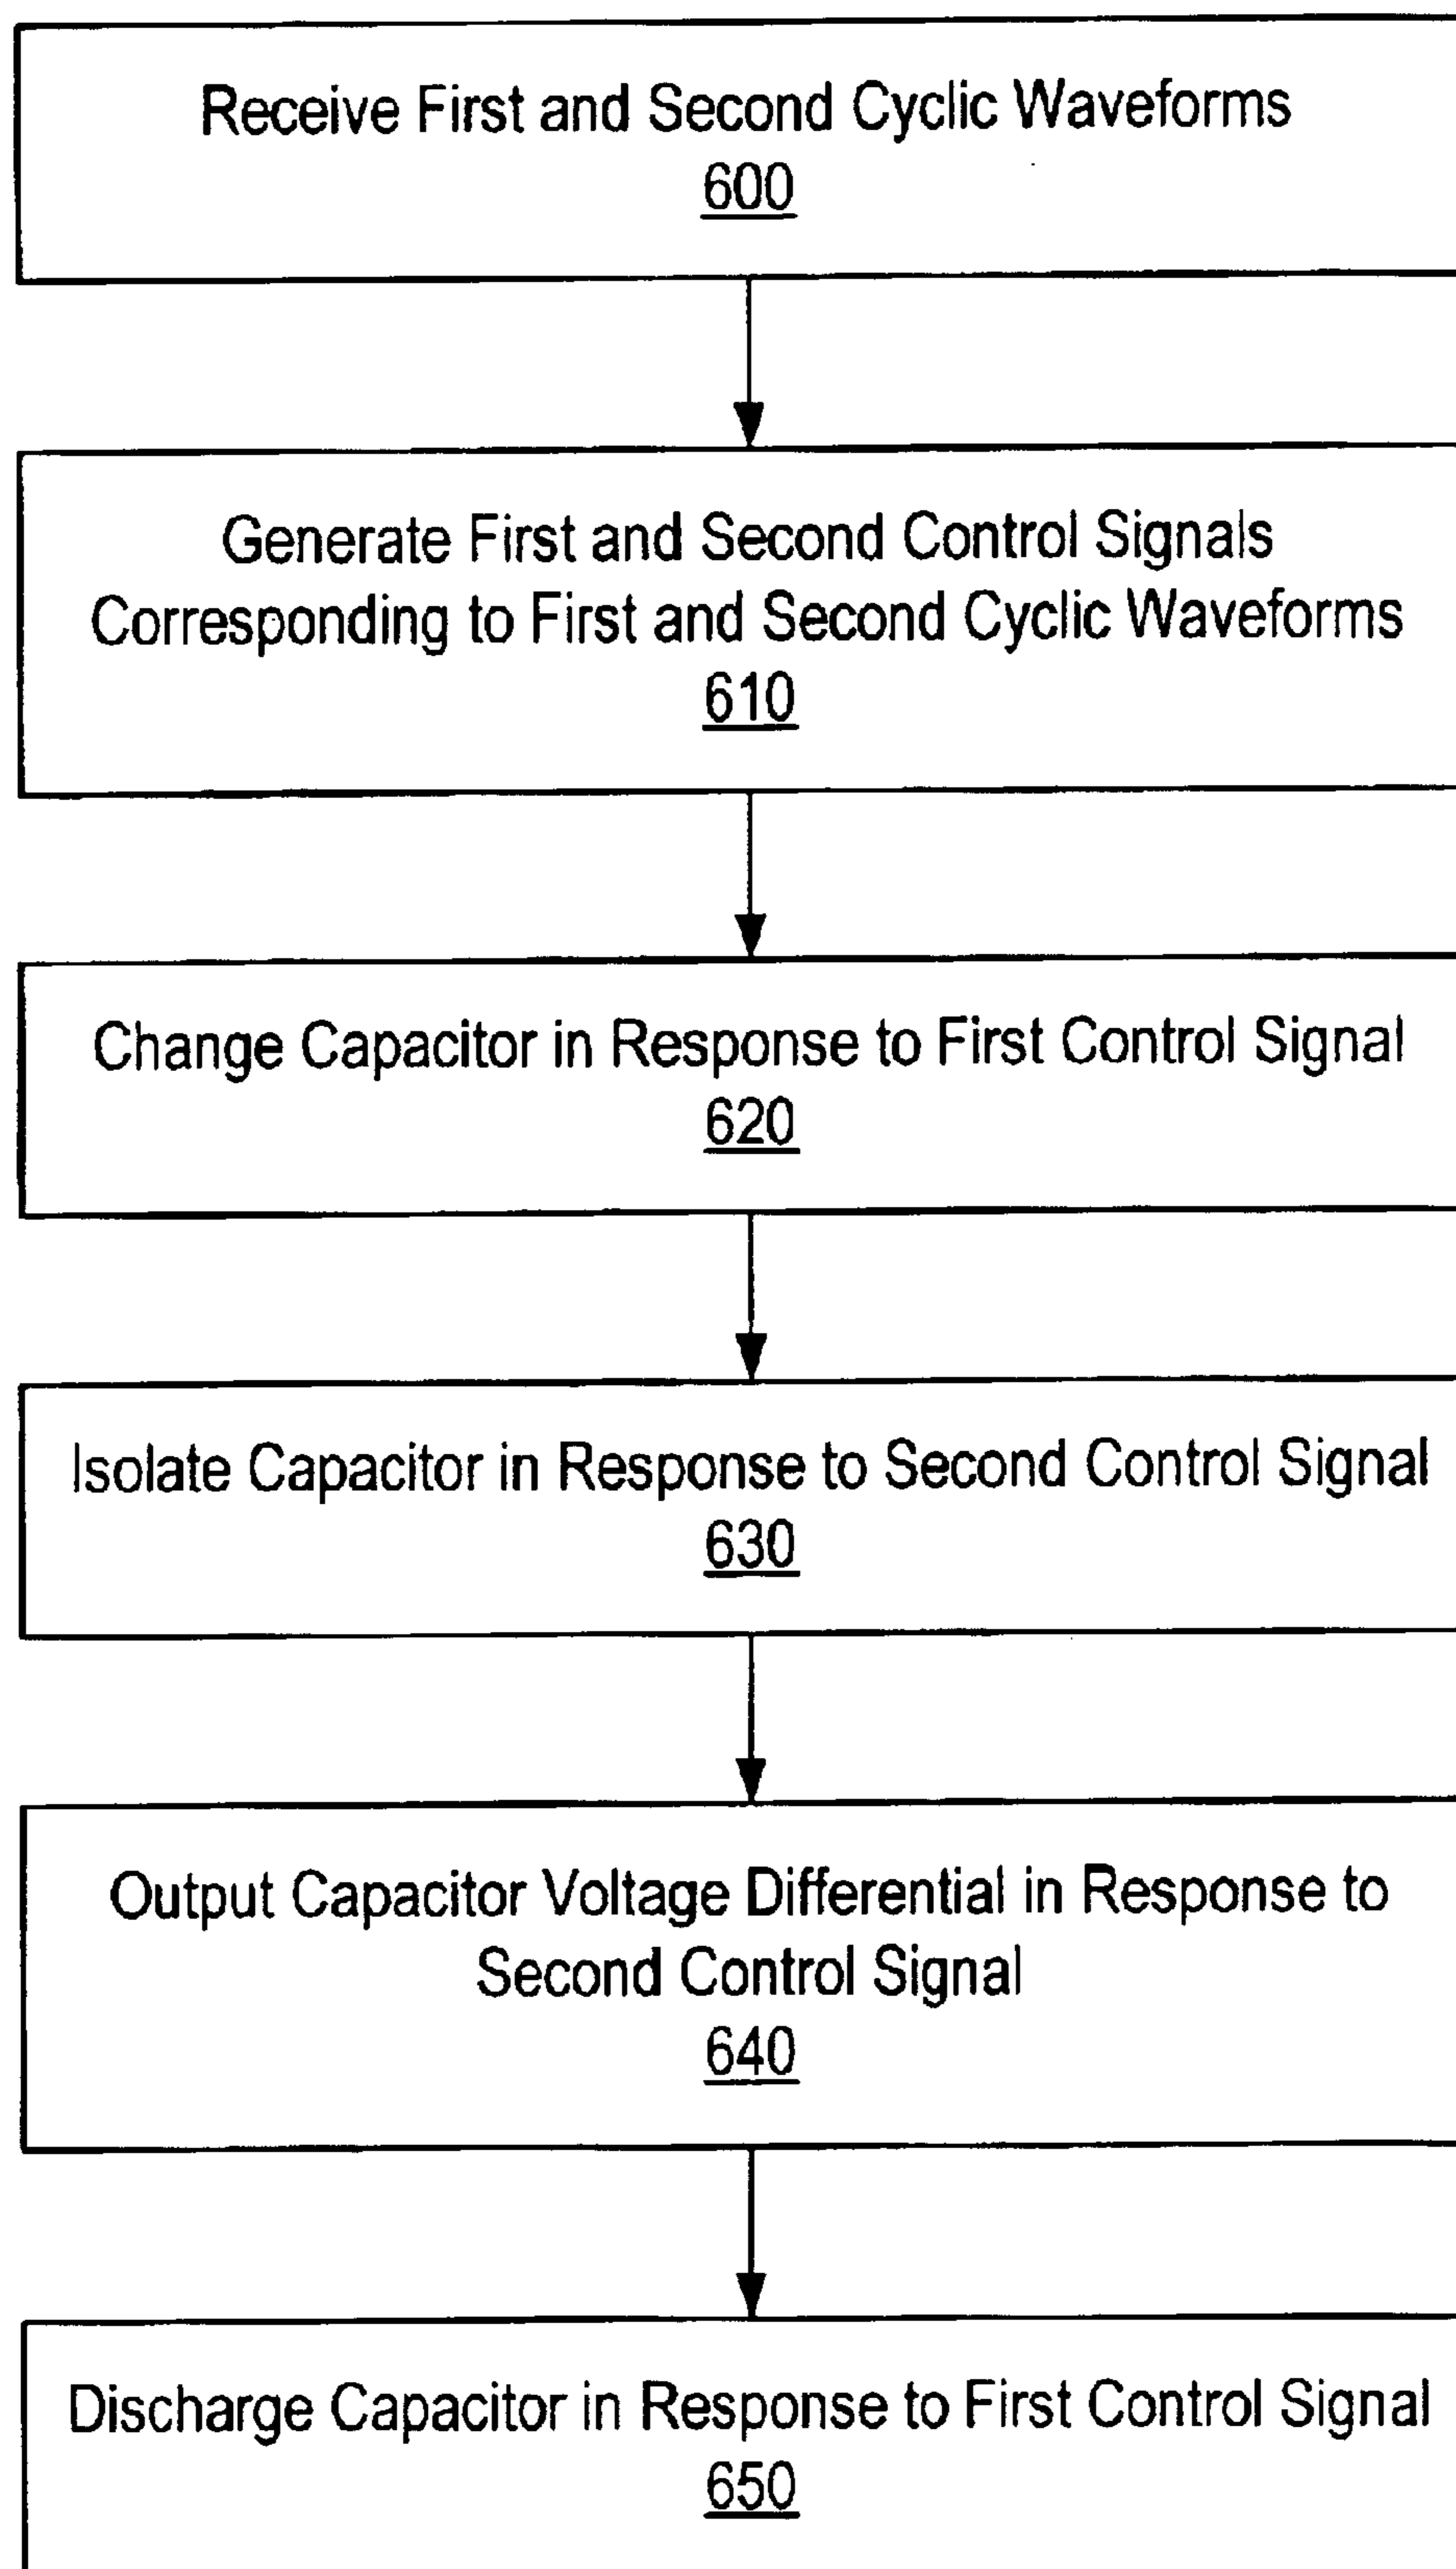 Receive First and Second Cyclic Waveforms
600
Generate First and Second Control Signals
Corresponding to First and Second Cyclic Waveforms
610
Change Capacitor in Response to First Control Signal
620
Isolate Capacitor in Response to Second Control Signal
630
Output Capacitor Voltage Differential in Response to
Second Control Signal
640
Discharge Capacitor in Response to First Control Signal
650